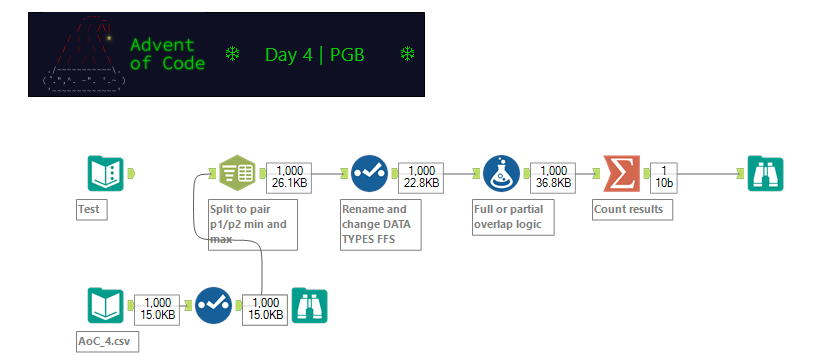 Advent
of Code
Day 4 | PGB
1,000
26.1KB
1,000
22.8KB
1,000
36.8KB
1
10b
Test
Split to pair
p1/p2 min and
max
Rename and
change DATA
TYPES FFS
Full or partial
overlap logic
Count results
1,000
15.0KB
1,000
15.0KB
AoC_4.csv